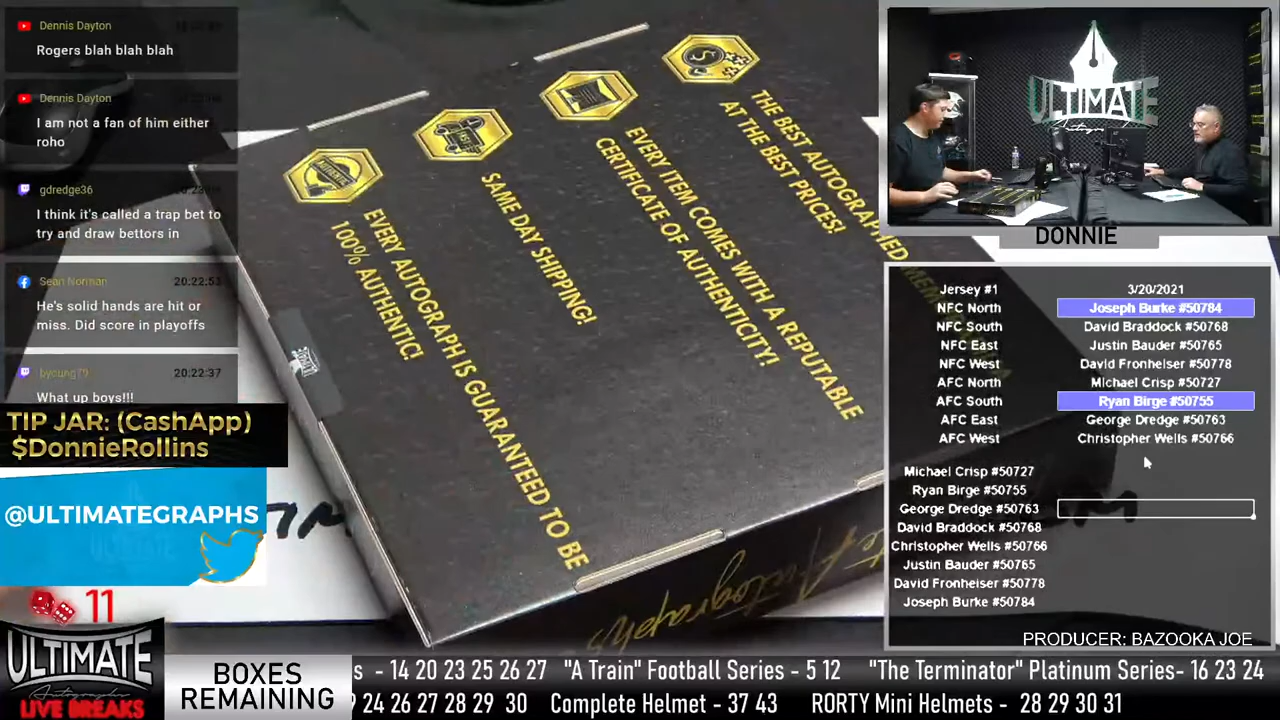 Dennis Dayton
Rogers blah blah blah
Dennis Dayton
I am not a fan of him either
roho
gdredge36
I think it's called a trap bet to
try and draw bettors in
Sean Norman 20:22:53
He's solid hands are hit or
miss. Did score in playoffs
bycung79 20:22:37
What up boys!!!
TIP JAR: (CashApp)
$DonnieRollins
@ULTIMATEGRAPHS
11
ULTIMATE
Autographs
LIVE BREAKS
BOXES
REMAINING
EVERY AUTOGRAPH IS GUARANTEED TO BE
100% AUTHENTIC!
SAME DAY SHIPPING!
EVERY ITEM COMES WITH A REPUTABLE
CERTIFICATE OF AUTHENTICITY!
THE BEST AUTOGRAPHED
AT THE BEST PRICES!
Autographs
ULTIMATE
Autographs
DONNIE
Jersey #1 3/20/2021
NFC North Joseph Burke #50784
NFC South David Braddock #50768
NFC East Justin Bauder #50765
NFC West David Fronheiser #50778
AFC North Michael Crisp #50727
AFC South Ryan Birge #50755
AFC East George Dredge #50763
AFC West Christopher Wells #50766
Michael Crisp #50727
Ryan Birge #50755
George Dredge #50763
David Braddock #50768
Christopher Wells #50766
Justin Bauder #50765
David Fronheiser #50778
Joseph Burke #50784
PRODUCER: BAZOOKA JOE
s - 14 20 23 25 26 27 "A Train" Football Series - 5 12 "The Terminator" Platinum Series- 16 23 24
24 26 27 28 29 30 Complete Helmet - 37 43 RORTY Mini Helmets - 28 29 30 31